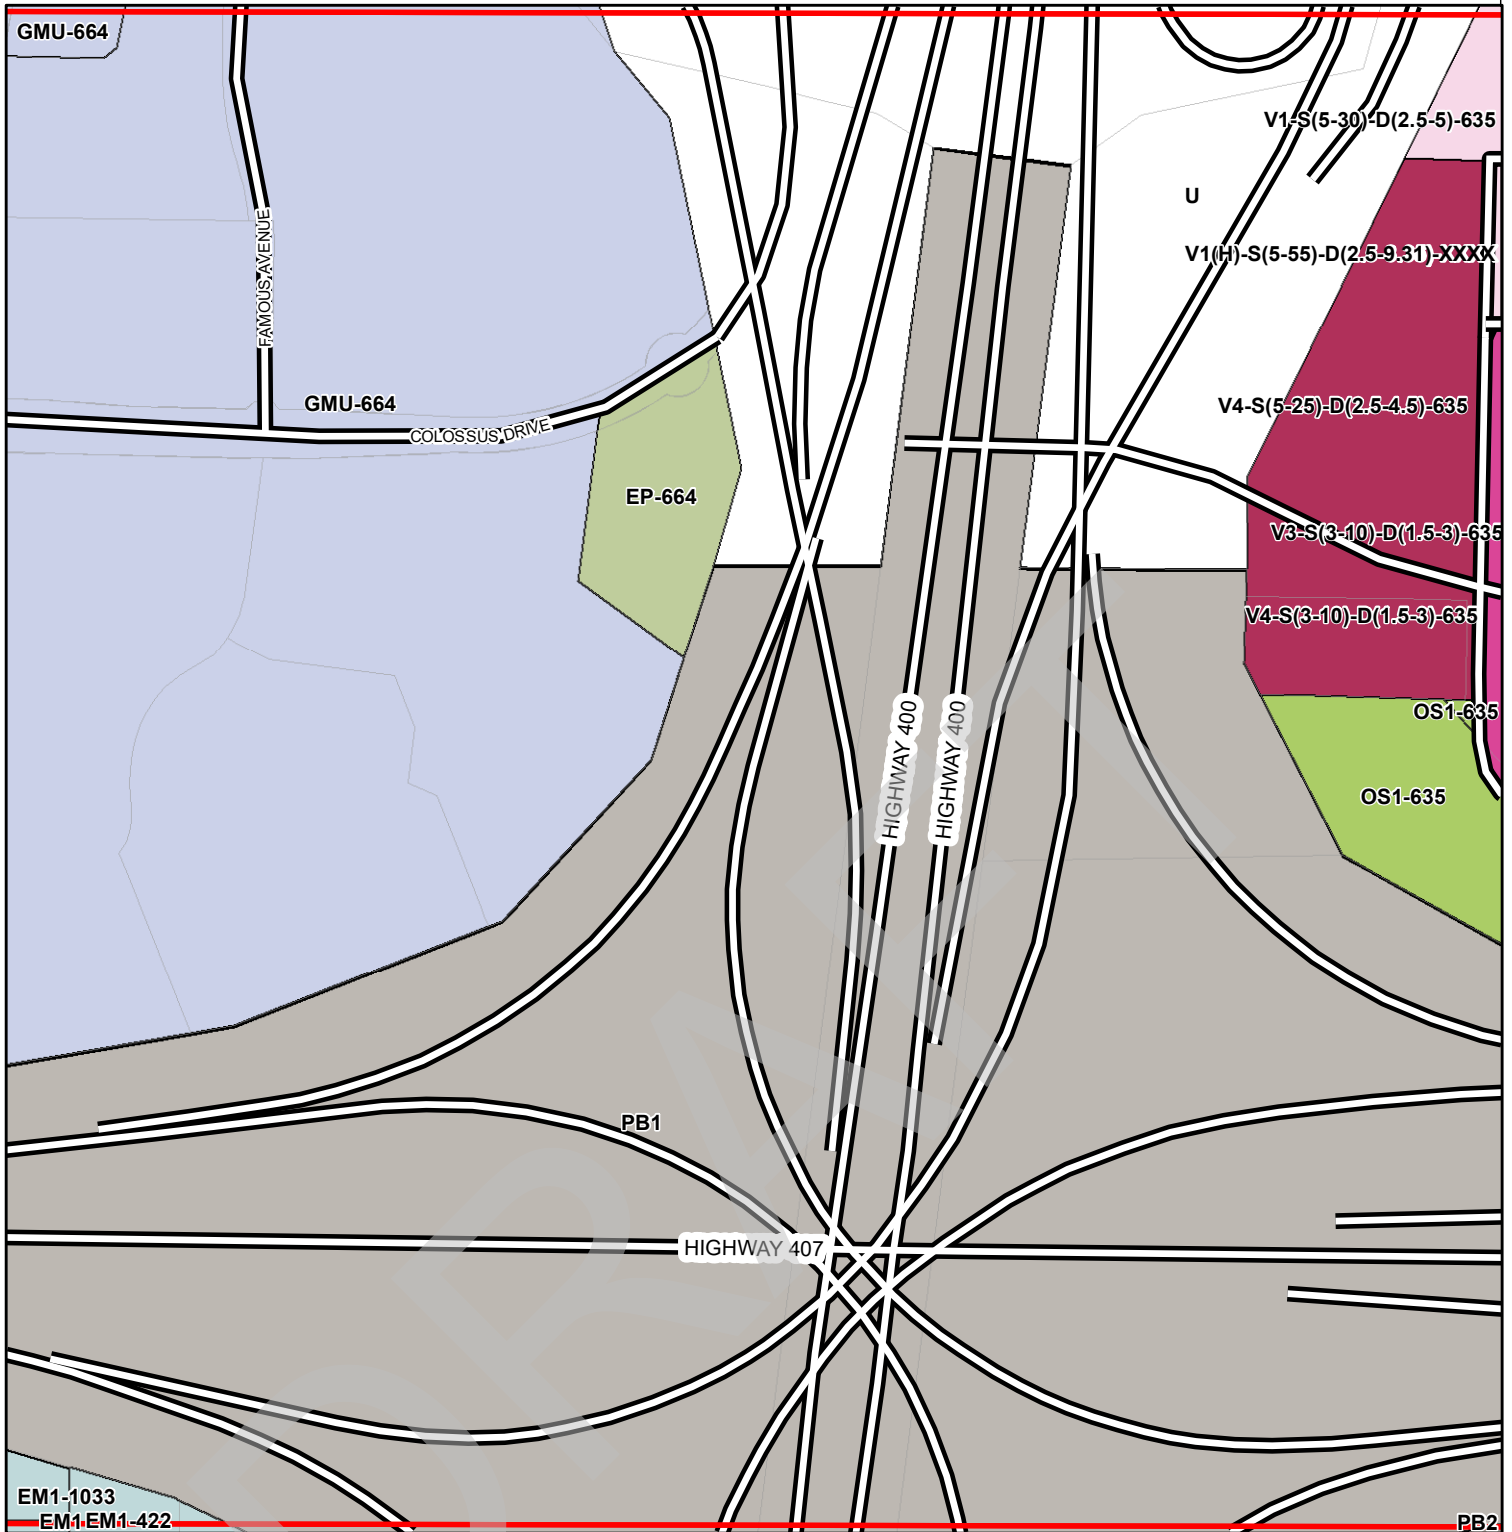 GMU-664
V1-S(5-30)-D(2.5-5)-635
U
FAMOUS AVENUE
V1(H)-S(5-55)-D(2.5-9.31)-XXXX
GMU-664
V4-S(5-25)-D(2.5-4.5)-635
COLOSSUS DRIVE
EP-664
V3-S(3-10)-D(1.5-3)-635
V4-S(3-10)-D(1.5-3)-635
OS1-635
HIGHWAY 400
HIGHWAY 400
OS1-635
PB1
HIGHWAY 407
EM1-1033
EM1
EM1-422
PB2
DRAFT